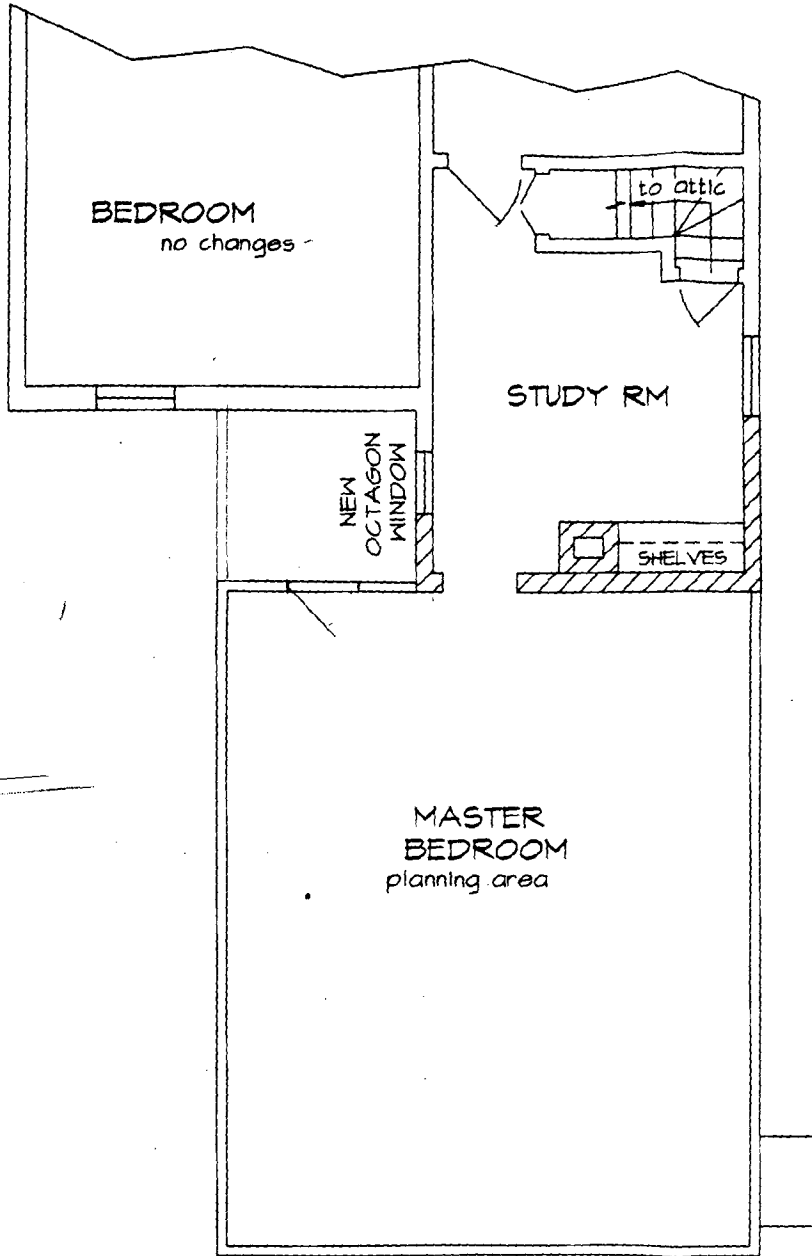 BEDROOM
no changes
to attic
STUDY RM
NEW
OCTAGON
WINDOW
SHELVES
MASTER
BEDROOM
planning area